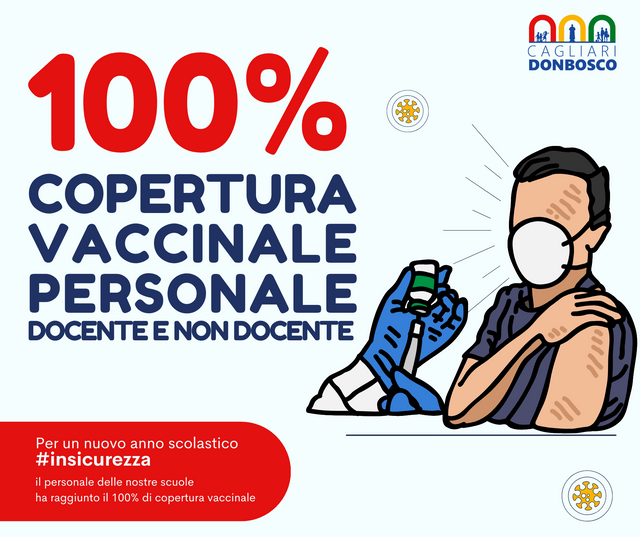 CAGLIARI
DONBOSCO
100%
COPERTURA
VACCINALE
PERSONALE
DOCENTE E NON DOCENTE
Per un nuovo anno scolastico
#insicurezza
il personale delle nostre scuole
ha raggiunto il 100% di copertura vaccinale